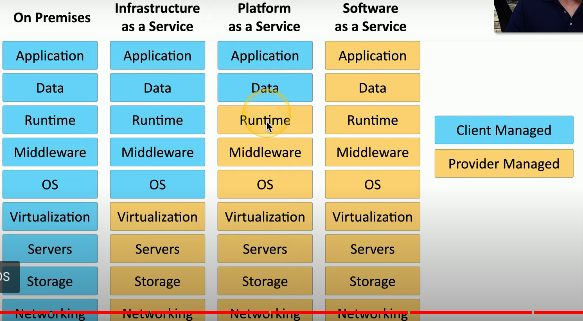 On Premises
Infrastructure
as a Service
Platform
as a Service
Software
as a Service
Application Application Application Application
Data Data Data Data
Runtime Runtime Runtime Runtime
Client Managed
Middleware Middleware Middleware Middleware
Provider Managed
OS OS OS OS
Virtualization Virtualization Virtualization Virtualization
Servers Servers Servers Servers
Storage Storage Storage Storage
Networking Networking Networking Networking